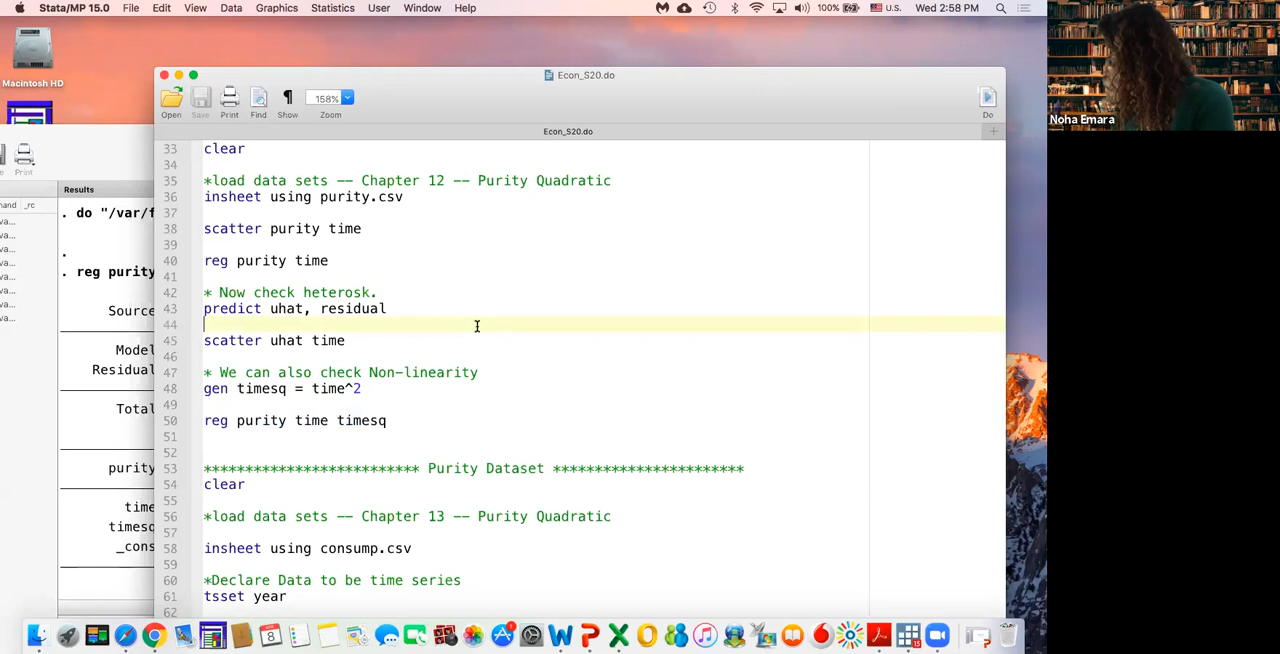 Stata/MP 15.0 File Edit View Data Graphics Statistics User Window Help 100% U.S. Wed 2:58 PM
Macintosh HD
Noha Emara
Print
Results
mand _rc
. do "/var/f
.
. reg purity
Source
Model
Residual
Total
purity
time
timesq
_cons
Econ_S20.do
158%
Open Save Print Find Show Zoom Do
Econ_S20.do
33 clear
34
35 *load data sets -- Chapter 12 -- Purity Quadratic
36 insheet using purity.csv
37
38 scatter purity time
39
40 reg purity time
41
42 * Now check heterosk.
43 predict uhat, residual
44
45 scatter uhat time
46
47 * We can also check Non-linearity
48 gen timesq = time^2
49
50 reg purity time timesq
51
52
53 ************************** Purity Dataset ***********************
54 clear
55
56 *load data sets -- Chapter 13 -- Purity Quadratic
57
58 insheet using consump.csv
59
60 *Declare Data to be time series
61 tsset year
62